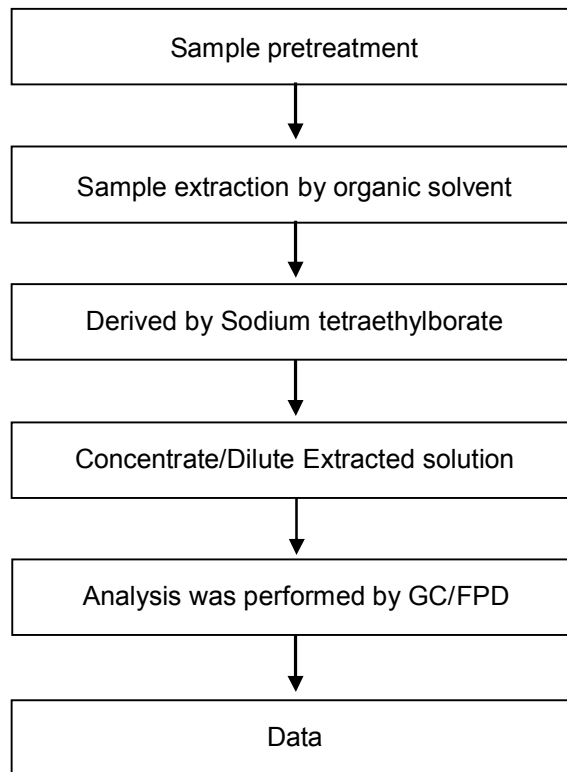 Sample pretreatment
Sample extraction by organic solvent
Derived by Sodium tetraethylborate
Concentrate/Dilute Extracted solution
Analysis was performed by GC/FPD
Data